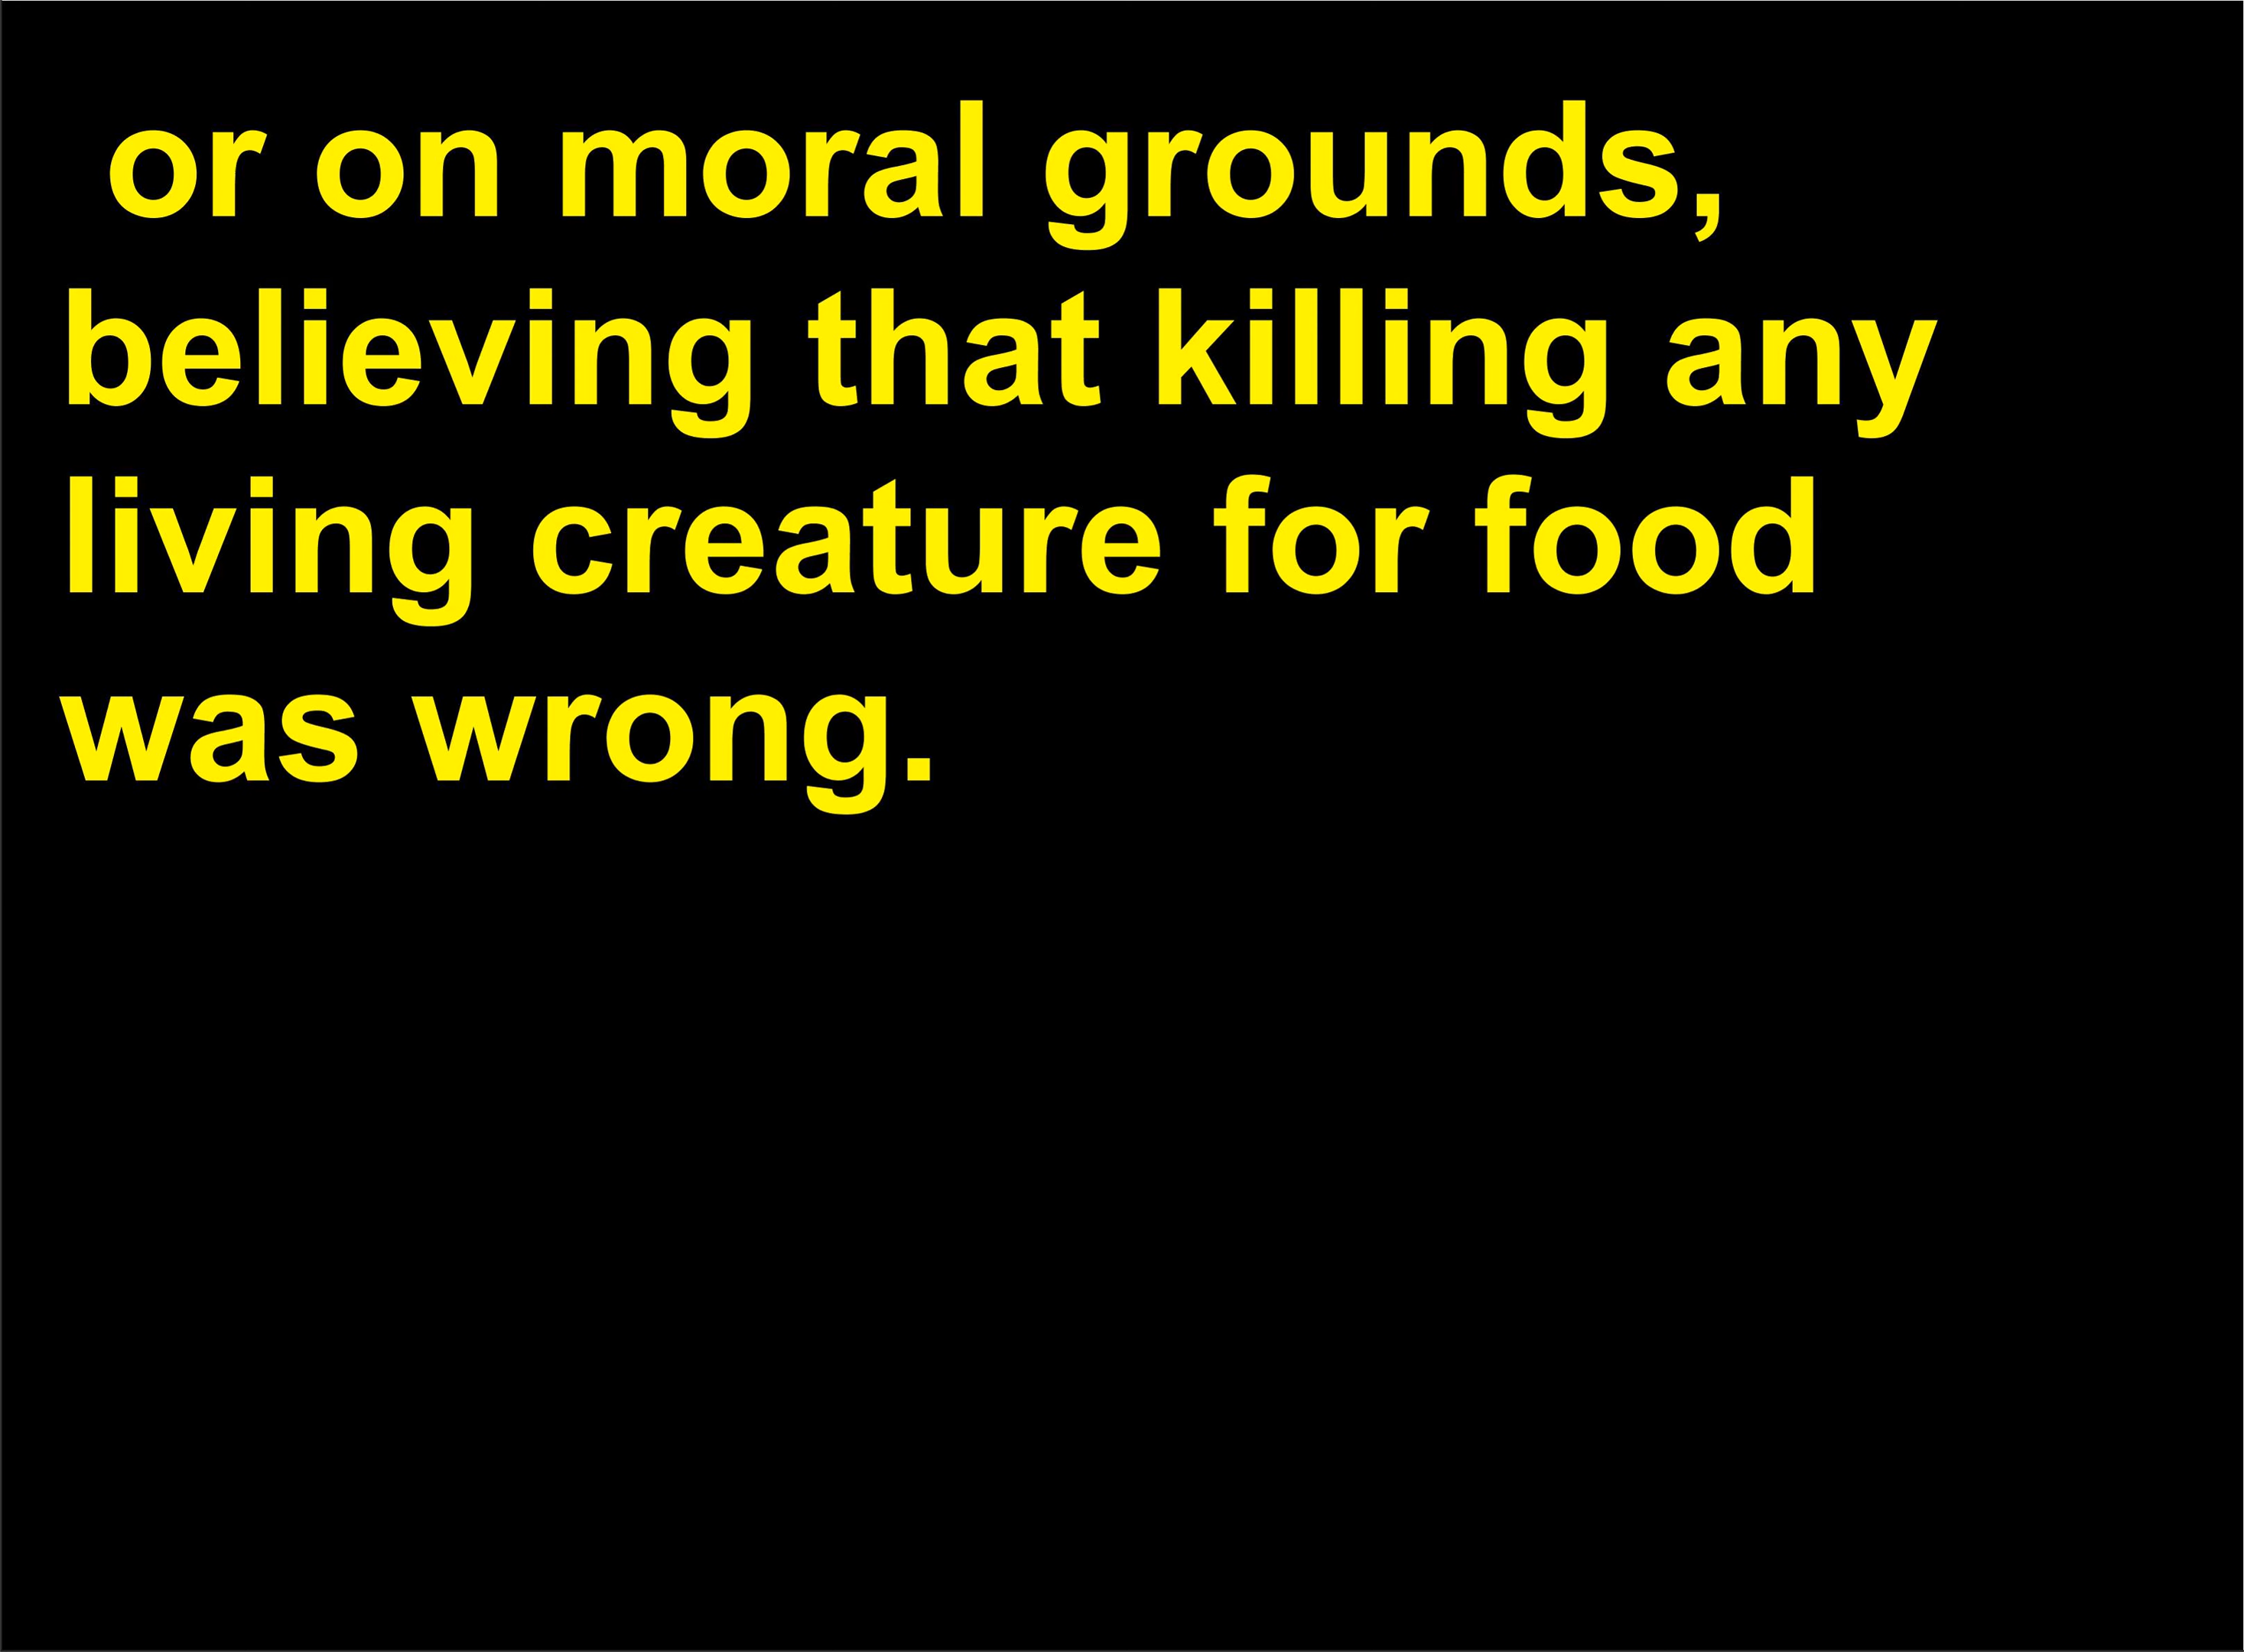 or on moral grounds,
believing that killing any
living creature for food
was wrong.